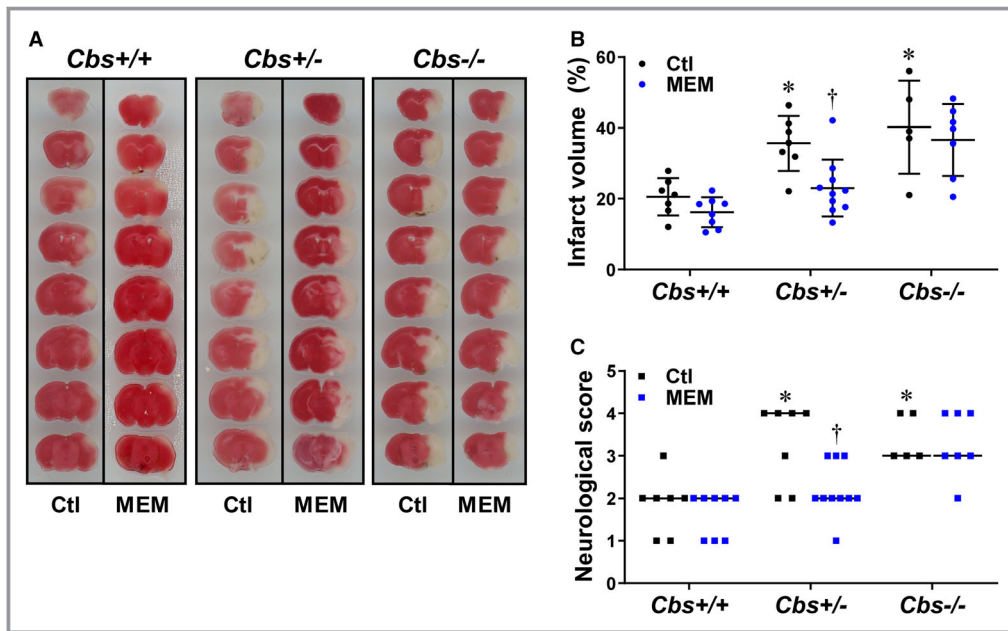 A
Cbs+/+ Cbs+/- Cbs-/-
Ctl MEM Ctl MEM Ctl MEM
B
Infarct volume (%)
60
40
20
0
Ctl
MEM
* * † *
Cbs+/+ Cbs+/- Cbs-/-
C
Neurological score
5
4
3
2
1
0
Ctl
MEM
* † *
Cbs+/+ Cbs+/- Cbs-/-